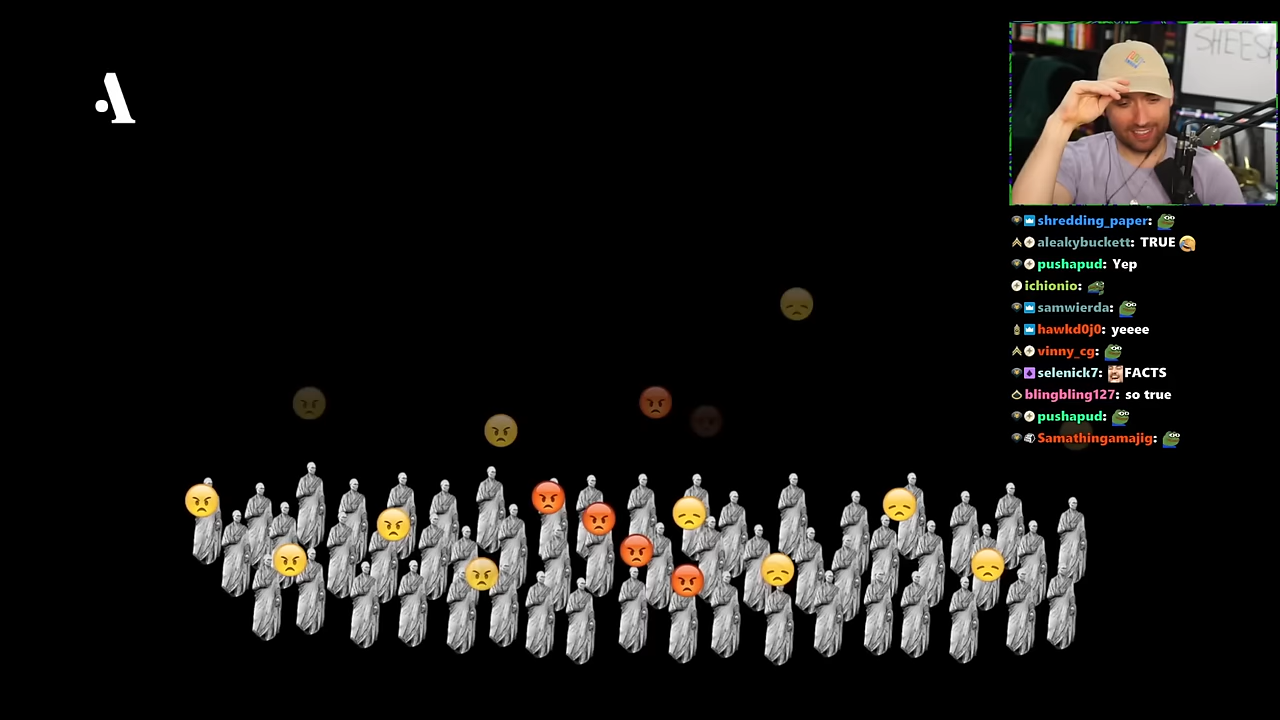 SHEESH
shredding_paper:
aleakybuckett: TRUE
pushapud: Yep
ichionio:
samwierda:
hawkd0j0: yeeee
vinny_cg:
selenick7: FACTS
blingbling127: so true
pushapud:
Samathingamajig: